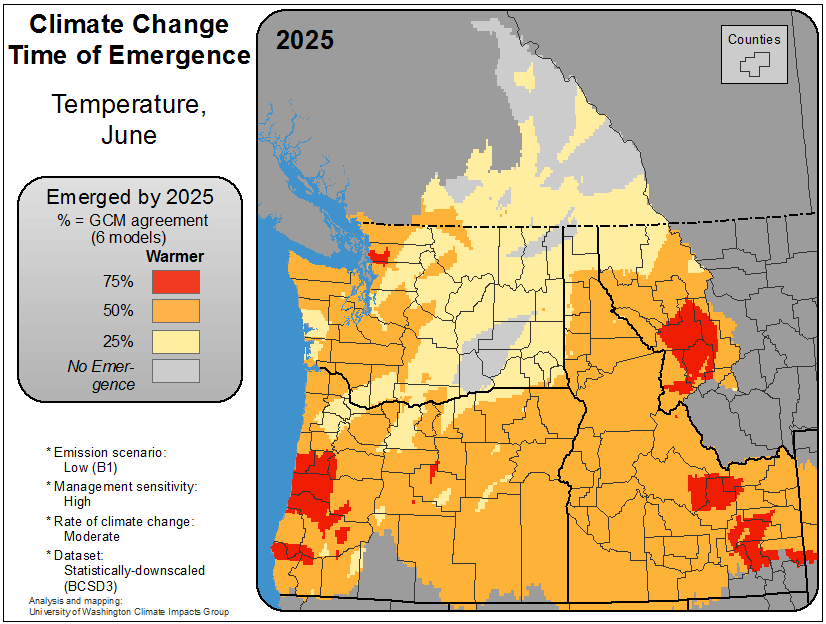 Climate Change
Time of Emergence
Temperature,
June
Emerged by 2025
% = GCM agreement
(6 models)
Warmer
75%
50%
25%
No Emer-
gence
* Emission scenario:
Low (B1)
* Management sensitivity:
High
* Rate of climate change:
Moderate
* Dataset:
Statistically-downscaled
(BCSD3)
Analysis and mapping:
University of Washington Climate Impacts Group
2025
Counties